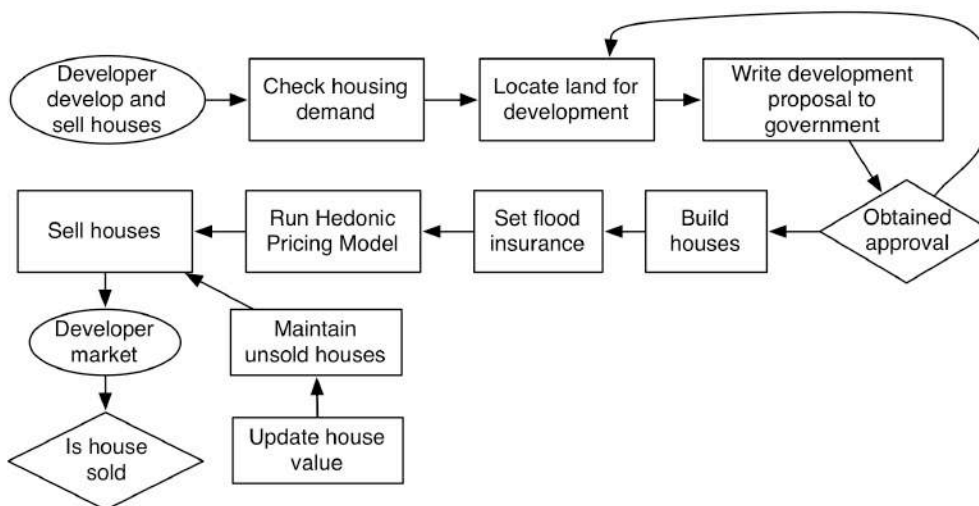 Developer
develop and
sell houses
Check housing
demand
Locate land for
development
Write development
proposal to
government
Sell houses
Run Hedonic
Pricing Model
Set flood
insurance
Build
houses
Obtained
approval
Developer
market
Maintain
unsold houses
Is house
sold
Update house
value